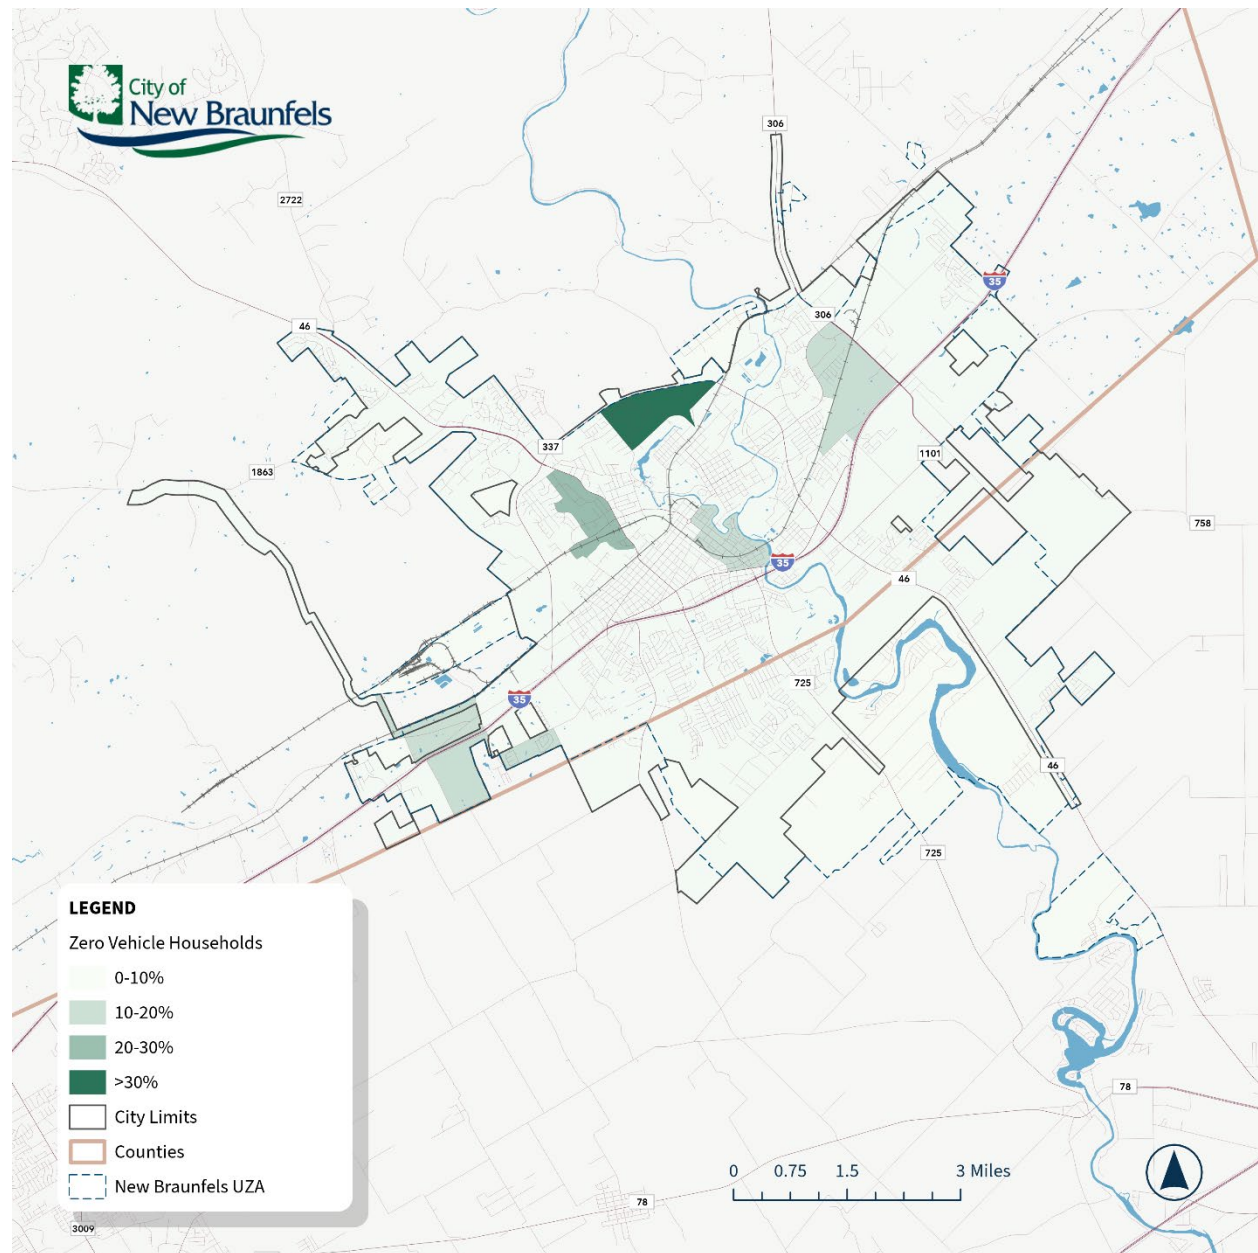 City of
New Braunfels
306
2722
35
46
306
337
1101
1863
758
35
46
725
35
46
725
LEGEND
Zero Vehicle Households
0-10%
10-20%
20-30%
>30%
City Limits
Counties
New Braunfels UZA
78
0 0.75 1.5 3 Miles
78
3009